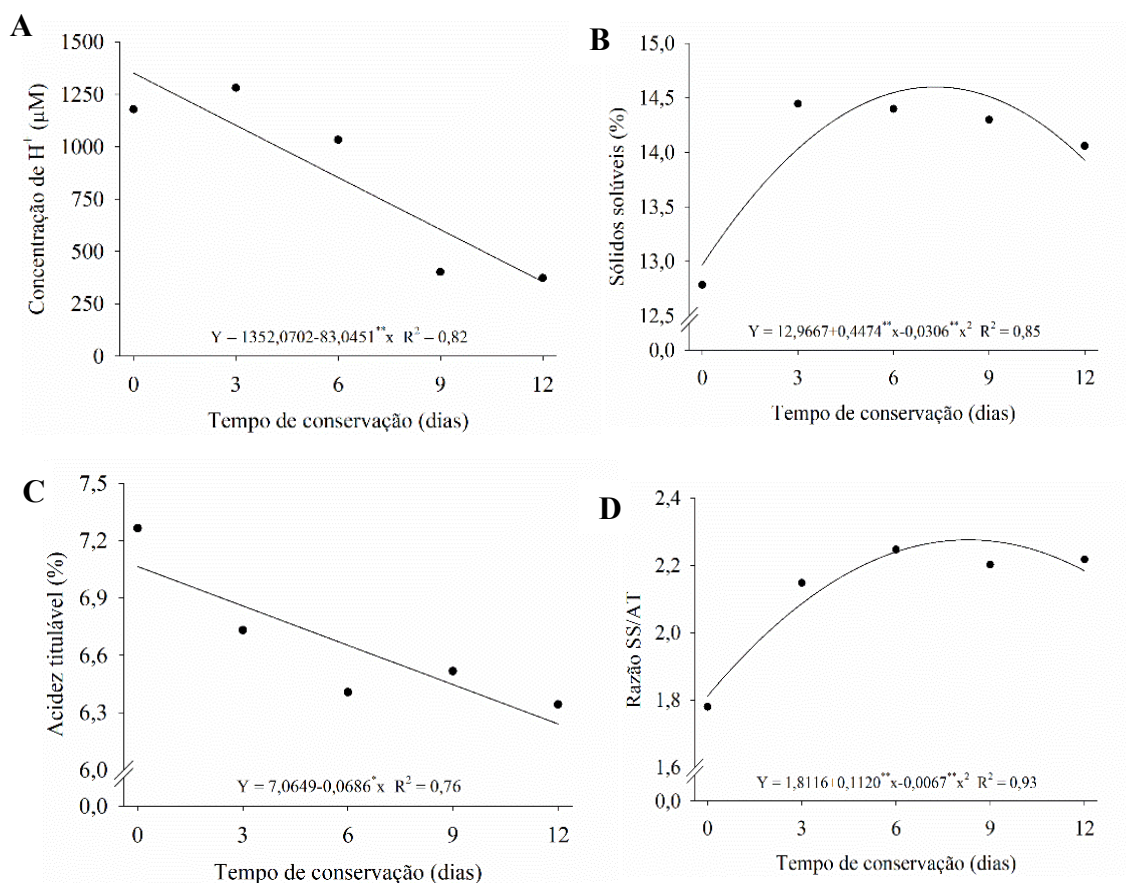 A
Concentração de H⁺ (µM)
1500
1250
1000
750
500
250
0
Y – 1352,0702-83,0451**x R² – 0,82
0 3 6 9 12
Tempo de conservação (dias)
B
Sólidos solúveis (%)
15,0
14,5
14,0
13,5
13,0
12,5
0,0
Y = 12,9667+0,4474**x-0,0306**x² R² = 0,85
0 3 6 9 12
Tempo de conservação (dias)
C
Acidez titulável (%)
7,5
7,2
6,9
6,6
6,3
6,0
0,0
Y = 7,0649-0,0686*x R² = 0,76
0 3 6 9 12
Tempo de conservação (dias)
D
Razão SS/AT
2,4
2,2
2,0
1,8
1,6
0,0
Y = 1,8116+0,1120**x-0,0067**x² R² = 0,93
0 3 6 9 12
Tempo de conservação (dias)